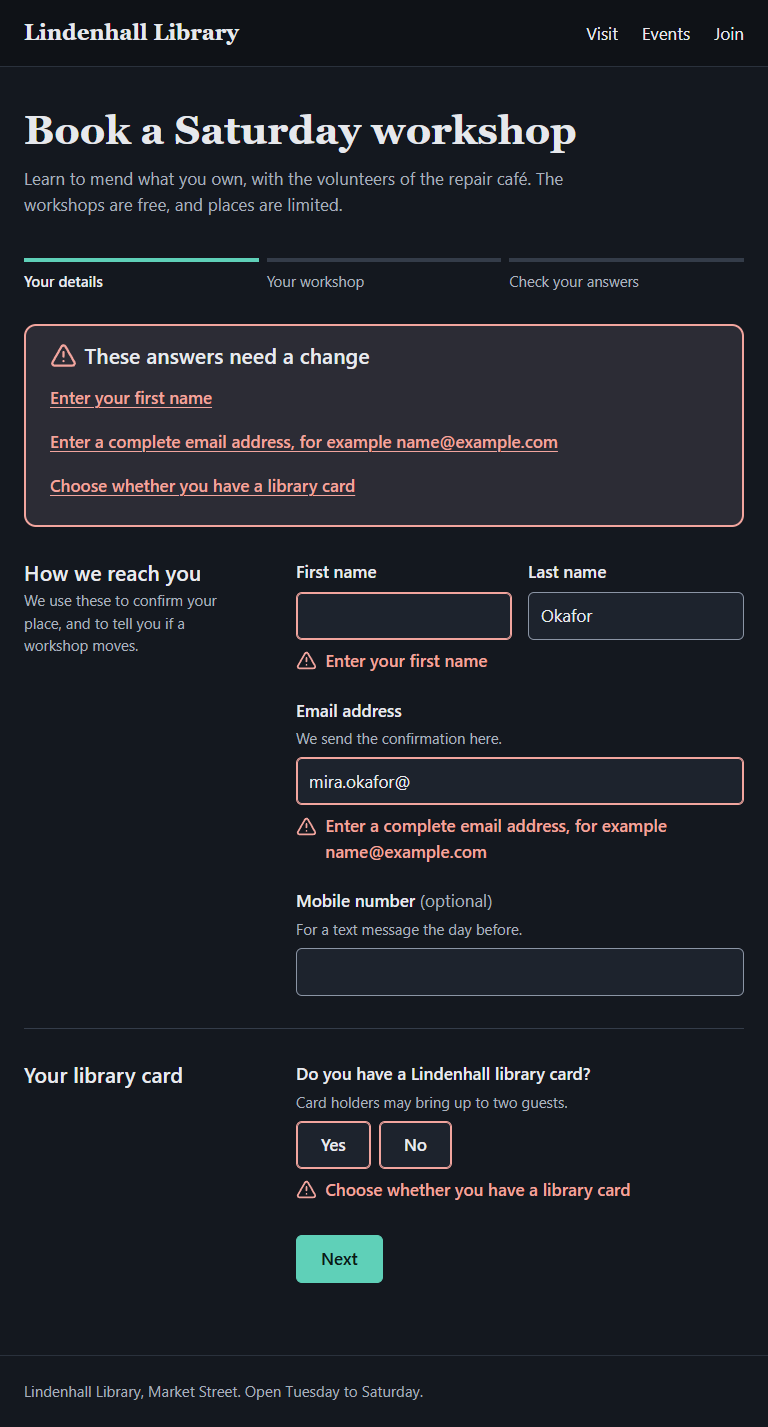 Lindenhall Library
Visit Events Join
Book a Saturday workshop
Learn to mend what you own, with the volunteers of the repair café. The
workshops are free, and places are limited.
Your details
Your workshop
Check your answers
These answers need a change
Enter your first name
Enter a complete email address, for example name@example.com
Choose whether you have a library card
How we reach you
We use these to confirm your
place, and to tell you if a
workshop moves.
First name
Last name
Okafor
Enter your first name
Email address
We send the confirmation here.
mira.okafor@
Enter a complete email address, for example
name@example.com
Mobile number (optional)
For a text message the day before.
Your library card
Do you have a Lindenhall library card?
Card holders may bring up to two guests.
Yes
No
Choose whether you have a library card
Next
Lindenhall Library, Market Street. Open Tuesday to Saturday.